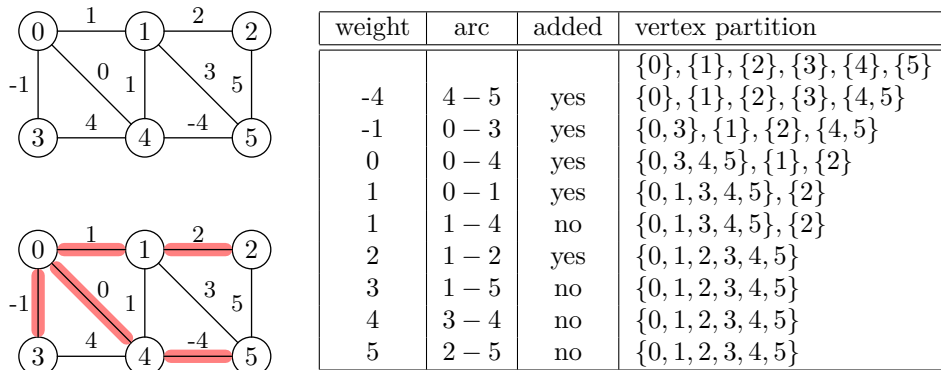 1 2
0 1 2
-1 0 1 3 5
4 -4
3 4 5
1 2
0 1 2
-1 0 1 3 5
4 -4
3 4 5
weight arc added vertex partition
{0}, {1}, {2}, {3}, {4}, {5}
-4 4 − 5 yes {0}, {1}, {2}, {3}, {4, 5}
-1 0 − 3 yes {0, 3}, {1}, {2}, {4, 5}
0 0 − 4 yes {0, 3, 4, 5}, {1}, {2}
1 0 − 1 yes {0, 1, 3, 4, 5}, {2}
1 1 − 4 no {0, 1, 3, 4, 5}, {2}
2 1 − 2 yes {0, 1, 2, 3, 4, 5}
3 1 − 5 no {0, 1, 2, 3, 4, 5}
4 3 − 4 no {0, 1, 2, 3, 4, 5}
5 2 − 5 no {0, 1, 2, 3, 4, 5}